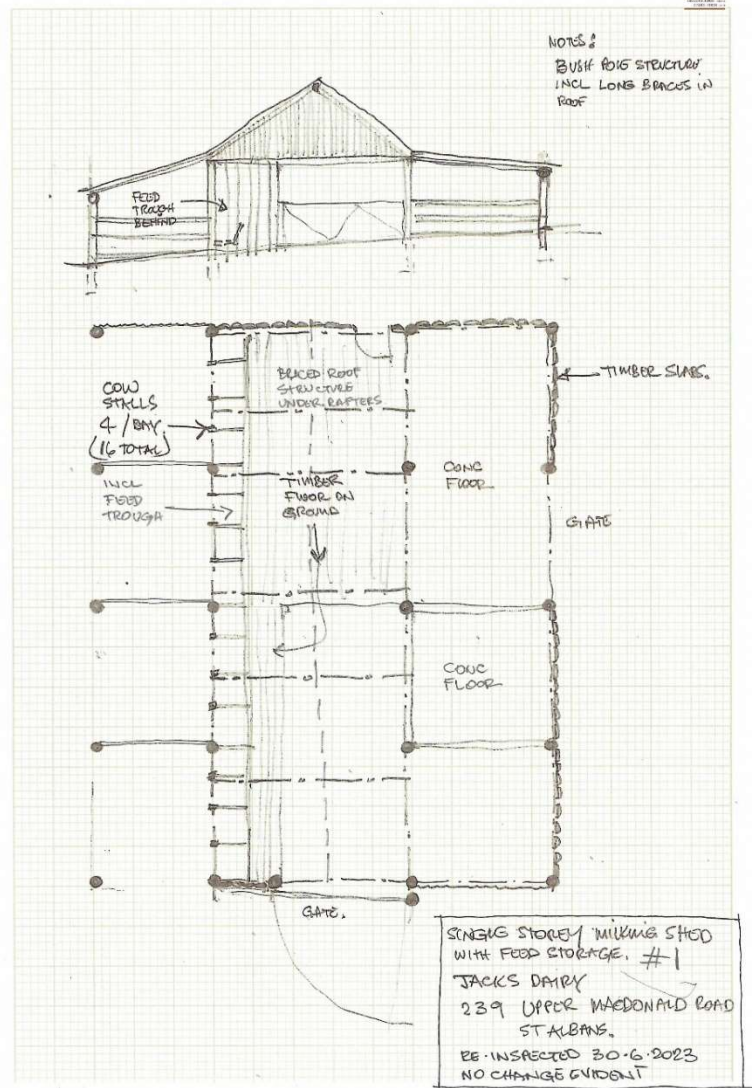 NOTES:
BUSH POLE STRUCTURE
INCL LONG BRACES IN
ROOF
FEED
TROUGH
BEHIND
COW
STALLS
4 / BAY
(16 TOTAL)
INCL
FEED
TROUGH
BRACED ROOF
STRUCTURE
UNDER RAFTERS
TIMBER
FLOOR ON
GROUND
CONC
FLOOR
TIMBER SLABS.
GATE
CONC
FLOOR
GATE.
SINGLE STOREY MILKING SHED
WITH FEED STORAGE. #1
JACKS DAIRY
239 UPPER MACDONALD ROAD
ST ALBANS.
RE-INSPECTED 30-6-2023
NO CHANGE EVIDENT